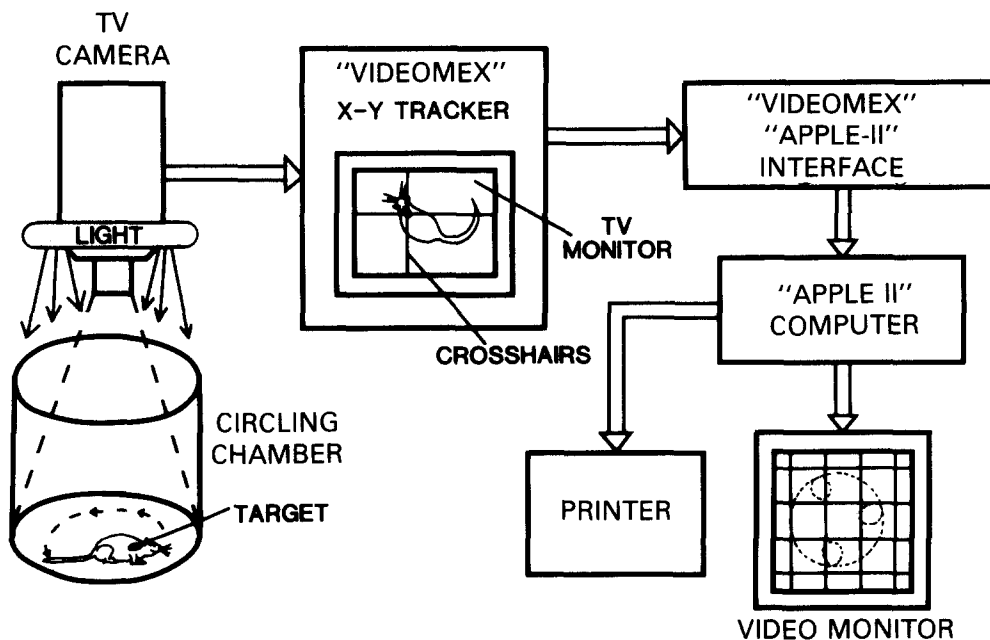 TV
CAMERA
LIGHT
"VIDEOMEX"
X-Y TRACKER
TV
MONITOR
CROSSHAIRS
"VIDEOMEX"
"APPLE-II"
INTERFACE
"APPLE II"
COMPUTER
CIRCLING
CHAMBER
TARGET
PRINTER
VIDEO MONITOR